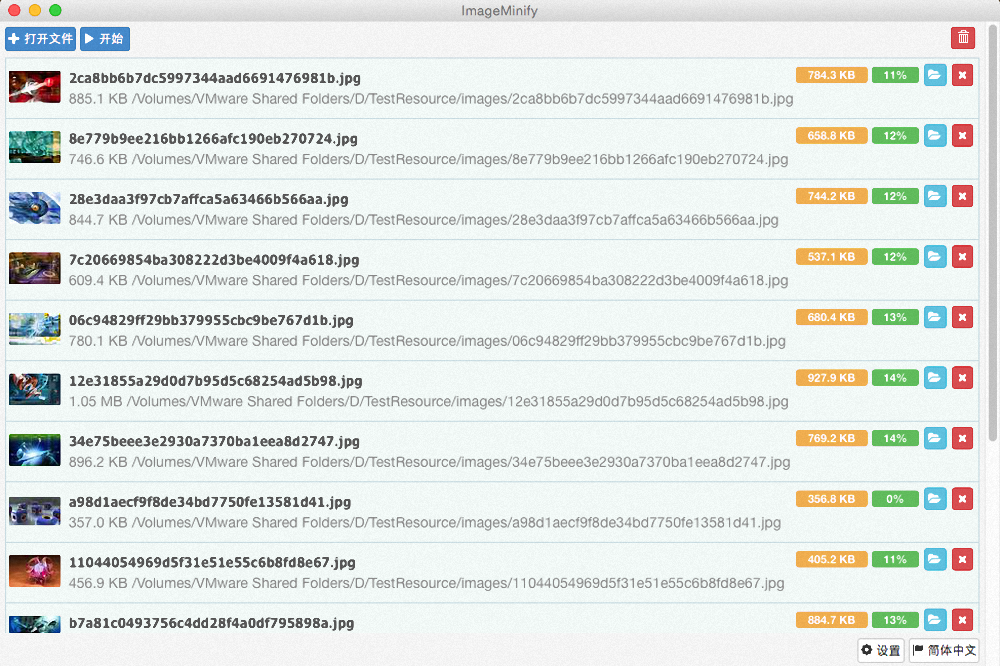 ImageMinify
打开文件 开始
2ca8bb6b7dc5997344aad6691476981b.jpg 784.3 KB 11%
885.1 KB /Volumes/VMware Shared Folders/D/TestResource/images/2ca8bb6b7dc5997344aad6691476981b.jpg
8e779b9ee216bb1266afc190eb270724.jpg 658.8 KB 12%
746.6 KB /Volumes/VMware Shared Folders/D/TestResource/images/8e779b9ee216bb1266afc190eb270724.jpg
28e3daa3f97cb7affca5a63466b566aa.jpg 744.2 KB 12%
844.7 KB /Volumes/VMware Shared Folders/D/TestResource/images/28e3daa3f97cb7affca5a63466b566aa.jpg
7c20669854ba308222d3be4009f4a618.jpg 537.1 KB 12%
609.4 KB /Volumes/VMware Shared Folders/D/TestResource/images/7c20669854ba308222d3be4009f4a618.jpg
06c94829ff29bb379955cbc9be767d1b.jpg 680.4 KB 13%
780.1 KB /Volumes/VMware Shared Folders/D/TestResource/images/06c94829ff29bb379955cbc9be767d1b.jpg
12e31855a29d0d7b95d5c68254ad5b98.jpg 927.9 KB 14%
1.05 MB /Volumes/VMware Shared Folders/D/TestResource/images/12e31855a29d0d7b95d5c68254ad5b98.jpg
34e75beee3e2930a7370ba1eea8d2747.jpg 769.2 KB 14%
896.2 KB /Volumes/VMware Shared Folders/D/TestResource/images/34e75beee3e2930a7370ba1eea8d2747.jpg
a98d1aecf9f8de34bd7750fe13581d41.jpg 356.8 KB 0%
357.0 KB /Volumes/VMware Shared Folders/D/TestResource/images/a98d1aecf9f8de34bd7750fe13581d41.jpg
11044054969d5f31e51e55c6b8fd8e67.jpg 405.2 KB 11%
456.9 KB /Volumes/VMware Shared Folders/D/TestResource/images/11044054969d5f31e51e55c6b8fd8e67.jpg
b7a81c0493756c4dd28f4a0df795898a.jpg 884.7 KB 13%
设置 简体中文